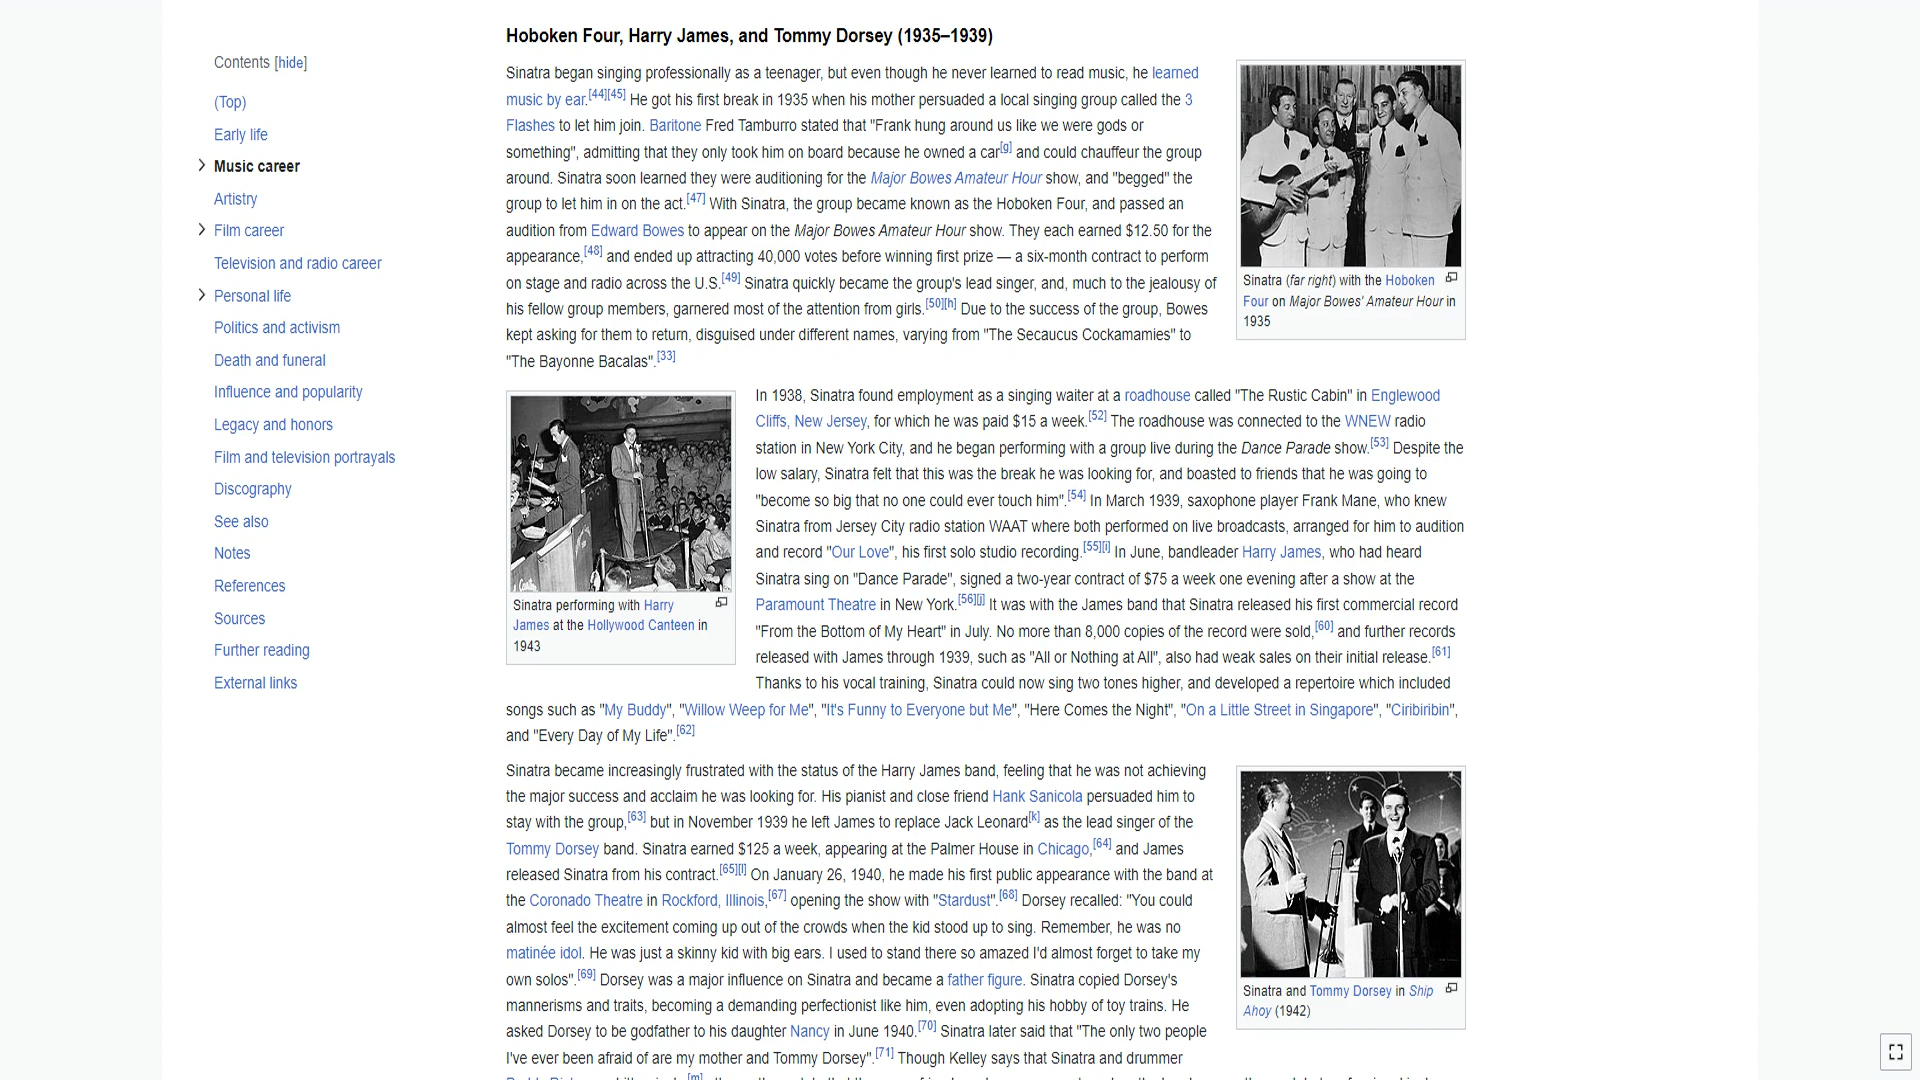 Contents [hide]
(Top)
Early life
Music career
Artistry
Film career
Television and radio career
Personal life
Politics and activism
Death and funeral
Influence and popularity
Legacy and honors
Film and television portrayals
Discography
See also
Notes
References
Sources
Further reading
External links
Hoboken Four, Harry James, and Tommy Dorsey (1935–1939)
Sinatra began singing professionally as a teenager, but even though he never learned to read music, he learned
music by ear.[44][45] He got his first break in 1935 when his mother persuaded a local singing group called the 3
Flashes to let him join. Baritone Fred Tamburro stated that "Frank hung around us like we were gods or
something", admitting that they only took him on board because he owned a car[g] and could chauffeur the group
around. Sinatra soon learned they were auditioning for the Major Bowes Amateur Hour show, and "begged" the
group to let him in on the act.[47] With Sinatra, the group became known as the Hoboken Four, and passed an
audition from Edward Bowes to appear on the Major Bowes Amateur Hour show. They each earned $12.50 for the
appearance,[48] and ended up attracting 40,000 votes before winning first prize — a six-month contract to perform
on stage and radio across the U.S.[49] Sinatra quickly became the group's lead singer, and, much to the jealousy of
his fellow group members, garnered most of the attention from girls.[50][h] Due to the success of the group, Bowes
kept asking for them to return, disguised under different names, varying from "The Secaucus Cockamamies" to
"The Bayonne Bacalas".[33]
Sinatra (far right) with the Hoboken
Four on Major Bowes' Amateur Hour in
1935
In 1938, Sinatra found employment as a singing waiter at a roadhouse called "The Rustic Cabin" in Englewood
Cliffs, New Jersey, for which he was paid $15 a week.[52] The roadhouse was connected to the WNEW radio
station in New York City, and he began performing with a group live during the Dance Parade show.[53] Despite the
low salary, Sinatra felt that this was the break he was looking for, and boasted to friends that he was going to
"become so big that no one could ever touch him".[54] In March 1939, saxophone player Frank Mane, who knew
Sinatra from Jersey City radio station WAAT where both performed on live broadcasts, arranged for him to audition
and record "Our Love", his first solo studio recording.[55][i] In June, bandleader Harry James, who had heard
Sinatra sing on "Dance Parade", signed a two-year contract of $75 a week one evening after a show at the
Paramount Theatre in New York.[56][j] It was with the James band that Sinatra released his first commercial record
"From the Bottom of My Heart" in July. No more than 8,000 copies of the record were sold,[60] and further records
released with James through 1939, such as "All or Nothing at All", also had weak sales on their initial release.[61]
Thanks to his vocal training, Sinatra could now sing two tones higher, and developed a repertoire which included
songs such as "My Buddy", "Willow Weep for Me", "It's Funny to Everyone but Me", "Here Comes the Night", "On a Little Street in Singapore", "Ciribiribin",
and "Every Day of My Life".[62]
Sinatra performing with Harry
James at the Hollywood Canteen in
1943
Sinatra became increasingly frustrated with the status of the Harry James band, feeling that he was not achieving
the major success and acclaim he was looking for. His pianist and close friend Hank Sanicola persuaded him to
stay with the group,[63] but in November 1939 he left James to replace Jack Leonard[k] as the lead singer of the
Tommy Dorsey band. Sinatra earned $125 a week, appearing at the Palmer House in Chicago,[64] and James
released Sinatra from his contract.[65][l] On January 26, 1940, he made his first public appearance with the band at
the Coronado Theatre in Rockford, Illinois,[67] opening the show with "Stardust".[68] Dorsey recalled: "You could
almost feel the excitement coming up out of the crowds when the kid stood up to sing. Remember, he was no
matinée idol. He was just a skinny kid with big ears. I used to stand there so amazed I'd almost forget to take my
own solos".[69] Dorsey was a major influence on Sinatra and became a father figure. Sinatra copied Dorsey's
mannerisms and traits, becoming a demanding perfectionist like him, even adopting his hobby of toy trains. He
asked Dorsey to be godfather to his daughter Nancy in June 1940.[70] Sinatra later said that "The only two people
I've ever been afraid of are my mother and Tommy Dorsey".[71] Though Kelley says that Sinatra and drummer
Sinatra and Tommy Dorsey in Ship
Ahoy (1942)